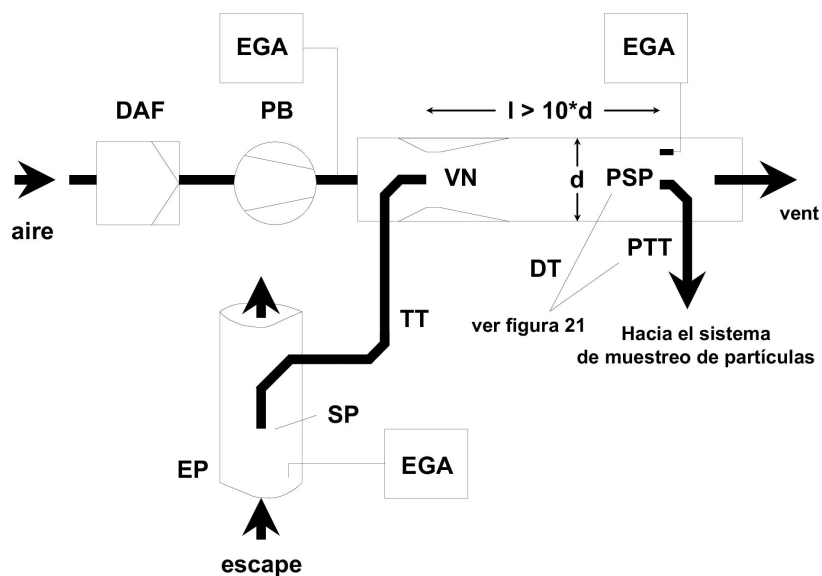 EGA
EGA
DAF
PB
l > 10*d
VN
d
PSP
aire
vent
PTT
DT
TT
ver figura 21
Hacia el sistema
de muestreo de partículas
SP
EP
EGA
escape